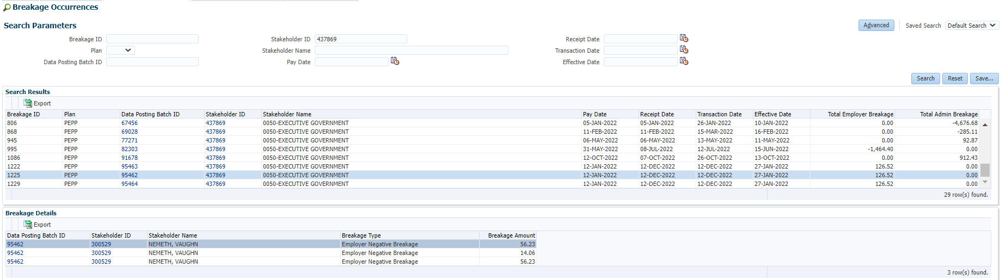 Breakage Occurrences
Search Parameters
Advanced Saved Search Default Search
Breakage ID Stakeholder ID 437869 Receipt Date
Plan Stakeholder Name Transaction Date
Data Posting Batch ID Pay Date Effective Date
Search Reset Save...
Search Results
Export
Breakage ID Plan Data Posting Batch ID Stakeholder ID Stakeholder Name Pay Date Receipt Date Transaction Date Effective Date Total Employer Breakage Total Admin Breakage
806 PEPP 67456 437869 0050-EXECUTIVE GOVERNMENT 05-JAN-2022 05-JAN-2022 26-JAN-2022 10-JAN-2022 0.00 -4,676.68
868 PEPP 69028 437869 0050-EXECUTIVE GOVERNMENT 11-FEB-2022 11-FEB-2022 15-MAR-2022 16-FEB-2022 0.00 -285.11
945 PEPP 77271 437869 0050-EXECUTIVE GOVERNMENT 06-MAY-2022 06-MAY-2022 13-MAY-2022 11-MAY-2022 0.00 92.87
995 PEPP 82303 437869 0050-EXECUTIVE GOVERNMENT 31-MAY-2022 08-JUL-2022 12-JUL-2022 15-JUN-2022 -1,464.40 0.00
1086 PEPP 91678 437869 0050-EXECUTIVE GOVERNMENT 12-OCT-2022 07-OCT-2022 26-OCT-2022 13-OCT-2022 0.00 912.43
1222 PEPP 95463 437869 0050-EXECUTIVE GOVERNMENT 12-JAN-2022 12-DEC-2022 12-DEC-2022 27-JAN-2022 126.52 0.00
1225 PEPP 95462 437869 0050-EXECUTIVE GOVERNMENT 12-JAN-2022 12-DEC-2022 12-DEC-2022 27-JAN-2022 126.52 0.00
1229 PEPP 95464 437869 0050-EXECUTIVE GOVERNMENT 12-JAN-2022 12-DEC-2022 12-DEC-2022 27-JAN-2022 126.52 0.00
29 row(s) found.
Breakage Details
Export
Data Posting Batch ID Stakeholder ID Stakeholder Name Breakage Type Breakage Amount
95462 300529 NEMETH, VAUGHN Employer Negative Breakage 56.23
95462 300529 NEMETH, VAUGHN Employer Negative Breakage 14.06
95462 300529 NEMETH, VAUGHN Employer Negative Breakage 56.23
3 row(s) found.